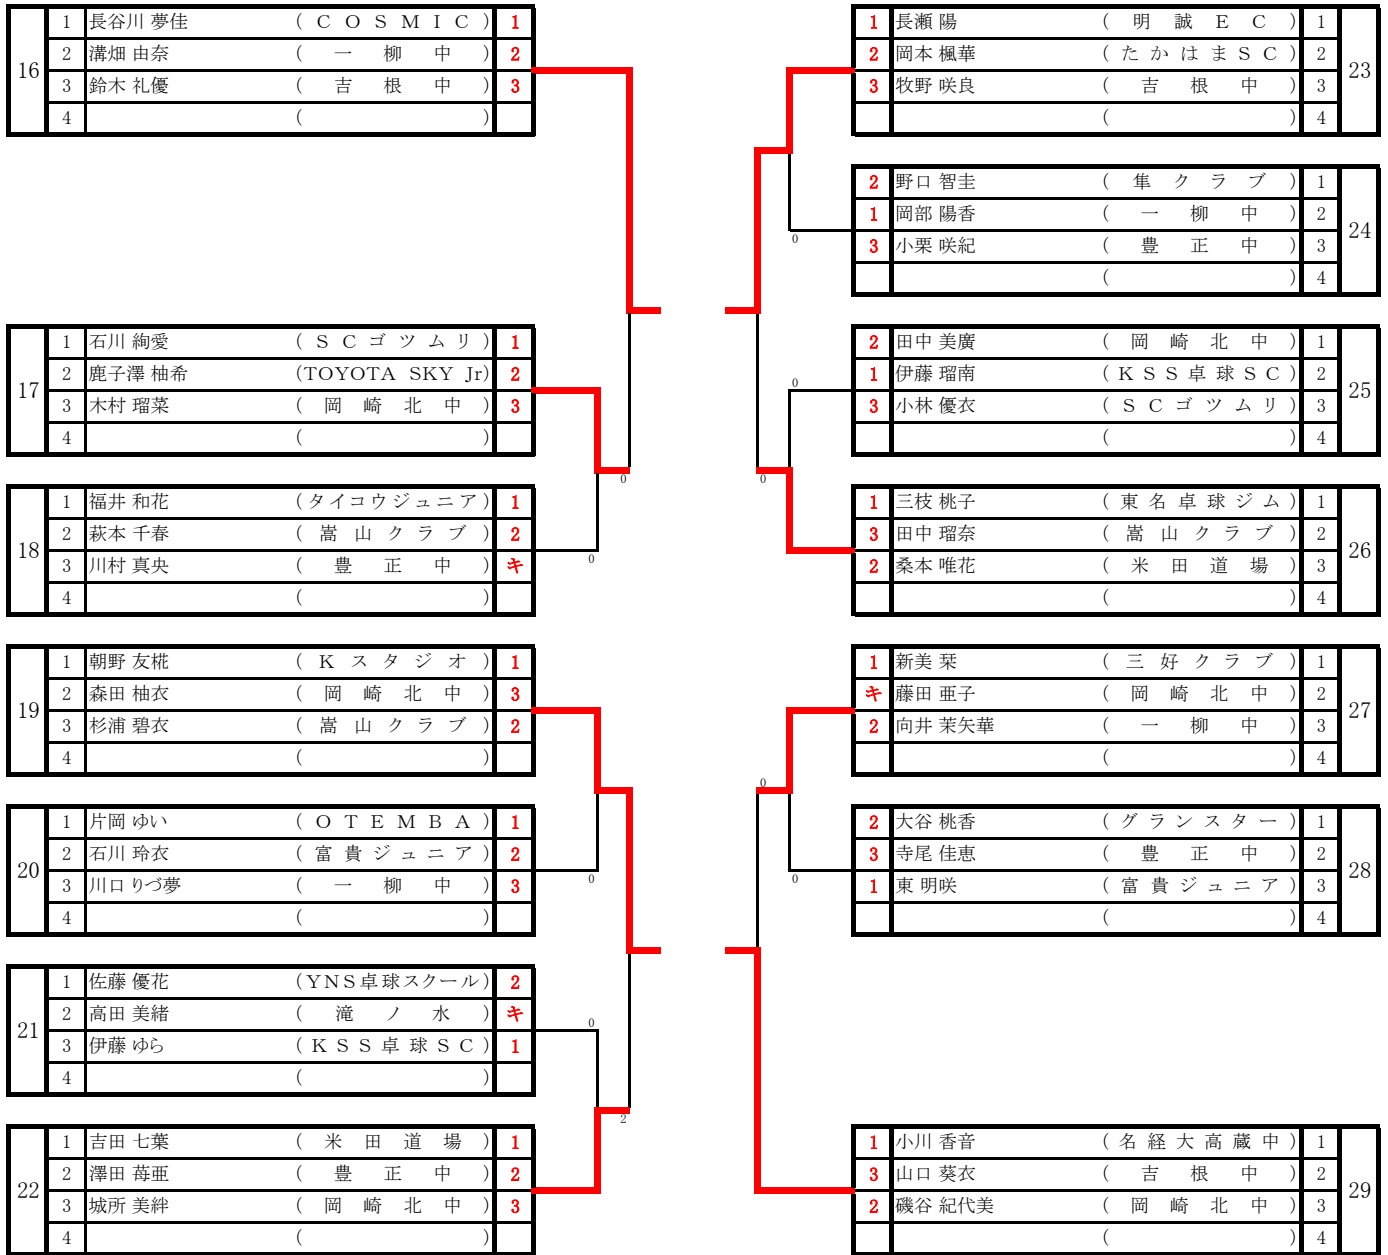 16
1 長谷川 夢佳 (COSMIC) 1
2 溝畑 由奈 (一柳中) 2
3 鈴木 礼優 (吉根中) 3
4 ( )
17
1 石川 絢愛 (SCゴツムリ) 1
2 鹿子澤 柚希 (TOYOTA SKY Jr) 2
3 木村 瑠菜 (岡崎北中) 3
4 ( )
0
18
1 福井 和花 (タイコウジュニア) 1
2 萩本 千春 (嵩山クラブ) 2
3 川村 真央 (豊正中) キ
4 ( )
0
19
1 朝野 友椛 (Kスタジオ) 1
2 森田 柚衣 (岡崎北中) 3
3 杉浦 碧衣 (嵩山クラブ) 2
4 ( )
20
1 片岡 ゆい (OTEMBA) 1
2 石川 玲衣 (富貴ジュニア) 2
3 川口 りづ夢 (一柳中) 3
4 ( )
0
21
1 佐藤 優花 (YNS卓球スクール) 2
2 高田 美緒 (滝ノ水) キ
3 伊藤 ゆら (KSS卓球SC) 1
4 ( )
0
2
22
1 吉田 七葉 (米田道場) 1
2 澤田 苺亜 (豊正中) 2
3 城所 美絆 (岡崎北中) 3
4 ( )
1 長瀬 陽 (明誠EC) 1
2 岡本 楓華 (たかはまSC) 2
3 牧野 咲良 (吉根中) 3
( ) 4
23
2 野口 智圭 (隼クラブ) 1
1 岡部 陽香 (一柳中) 2
3 小栗 咲紀 (豊正中) 3
( ) 4
24
0
2 田中 美廣 (岡崎北中) 1
1 伊藤 瑠南 (KSS卓球SC) 2
3 小林 優衣 (SCゴツムリ) 3
( ) 4
25
0
0
1 三枝 桃子 (東名卓球ジム) 1
3 田中 瑠奈 (嵩山クラブ) 2
2 桑本 唯花 (米田道場) 3
( ) 4
26
1 新美 栞 (三好クラブ) 1
キ 藤田 亜子 (岡崎北中) 2
2 向井 茉矢華 (一柳中) 3
( ) 4
27
0
2 大谷 桃香 (グランスター) 1
3 寺尾 佳恵 (豊正中) 2
1 東 明咲 (富貴ジュニア) 3
( ) 4
28
0
1 小川 香音 (名経大高蔵中) 1
3 山口 葵衣 (吉根中) 2
2 磯谷 紀代美 (岡崎北中) 3
( ) 4
29